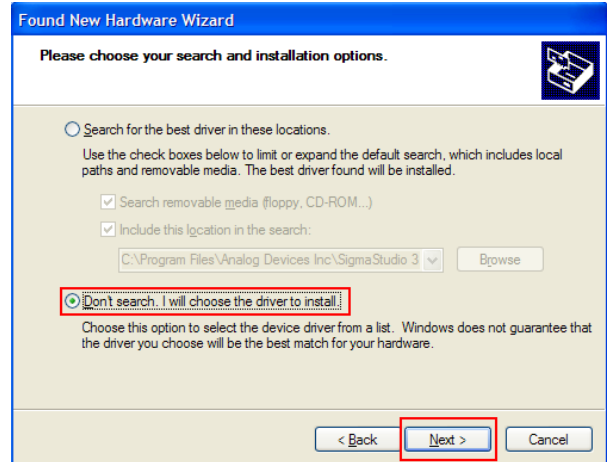 Found New Hardware Wizard
Please choose your search and installation options.
Search for the best driver in these locations.
Use the check boxes below to limit or expand the default search, which includes local
paths and removable media. The best driver found will be installed.
Search removable media (floppy, CD-ROM...)
Include this location in the search:
C:\Program Files\Analog Devices Inc\SigmaStudio 3
Browse
Don't search. I will choose the driver to install.
Choose this option to select the device driver from a list. Windows does not guarantee that
the driver you choose will be the best match for your hardware.
< Back Next > Cancel